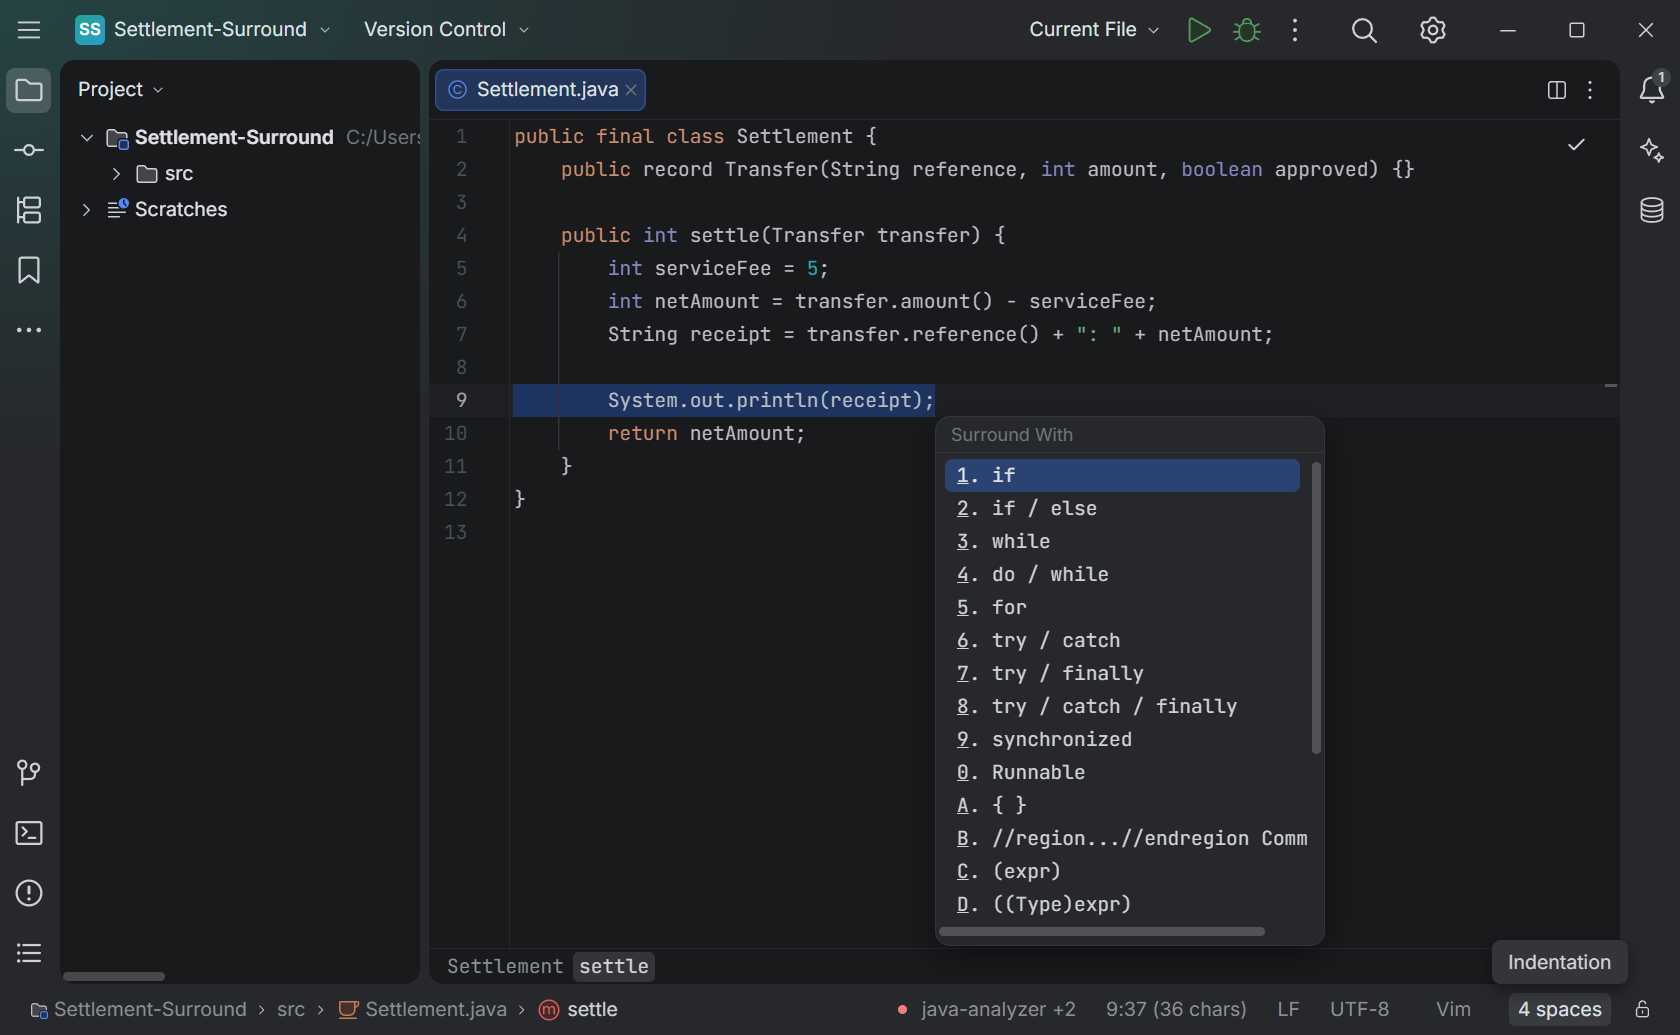 SS Settlement-Surround Version Control Current File
Project
Settlement.java
1
Settlement-Surround C:/Users
src
Scratches
1 public final class Settlement {
2     public record Transfer(String reference, int amount, boolean approved) {}
3
4     public int settle(Transfer transfer) {
5         int serviceFee = 5;
6         int netAmount = transfer.amount() - serviceFee;
7         String receipt = transfer.reference() + ": " + netAmount;
8
9         System.out.println(receipt);
10         return netAmount;
11     }
12 }
13
Surround With
1. if
2. if / else
3. while
4. do / while
5. for
6. try / catch
7. try / finally
8. try / catch / finally
9. synchronized
0. Runnable
A. { }
B. //region...//endregion Comm
C. (expr)
D. ((Type)expr)
Settlement settle
Indentation
Settlement-Surround › src › Settlement.java › m settle java-analyzer +2 9:37 (36 chars) LF UTF-8 Vim 4 spaces